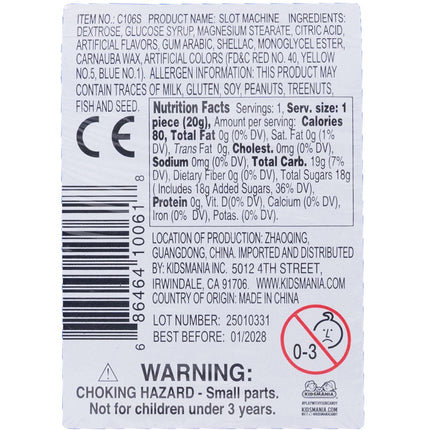 ITEM NO.: C106S PRODUCT NAME: SLOT MACHINE INGREDIENTS:
DEXTROSE, GLUCOSE SYRUP, MAGNESIUM STEARATE, CITRIC ACID,
ARTIFICIAL FLAVORS, GUM ARABIC, SHELLAC, MONOGLYCEL ESTER,
CARNAUBA WAX, ARTIFICIAL COLORS (FD&C RED NO. 40, YELLOW
NO.5, BLUE NO.1). ALLERGEN INFORMATION: THIS PRODUCT MAY
CONTAIN TRACES OF MILK, GLUTEN, SOY, PEANUTS, TREENUTS,
FISH AND SEED.
CE
Nutrition Facts Servings: 1, Serv. size: 1
piece (20g), Amount per serving: Calories
80, Total Fat 0g (0% DV), Sat. Fat 0g (1%
DV), Trans Fat 0g, Cholest. 0mg (0% DV),
Sodium 0mg (0% DV), Total Carb. 19g (7%
DV), Dietary Fiber 0g (0% DV), Total Sugars 18g
( Includes 18g Added Sugars, 36% DV),
Protein 0g, Vit. D(0% DV), Calcium (0% DV),
Iron (0% DV), Potas. (0% DV).
6 86464 10061 8
LOCATION OF PRODUCTION: ZHAOQING,
GUANGDONG, CHINA. IMPORTED AND DISTRIBUTED
BY: KIDSMANIA INC. 5012 4TH STREET,
IRWINDALE, CA 91706. WWW.KIDSMANIA.COM
COUNTRY OF ORIGIN: MADE IN CHINA
LOT NUMBER: 25010331
BEST BEFORE: 01/2028
0-3
WARNING:
CHOKING HAZARD - Small parts.
Not for children under 3 years.
KIDSMANIA
#PLAYWITHYOURCANDY
KIDSMANIA.COM